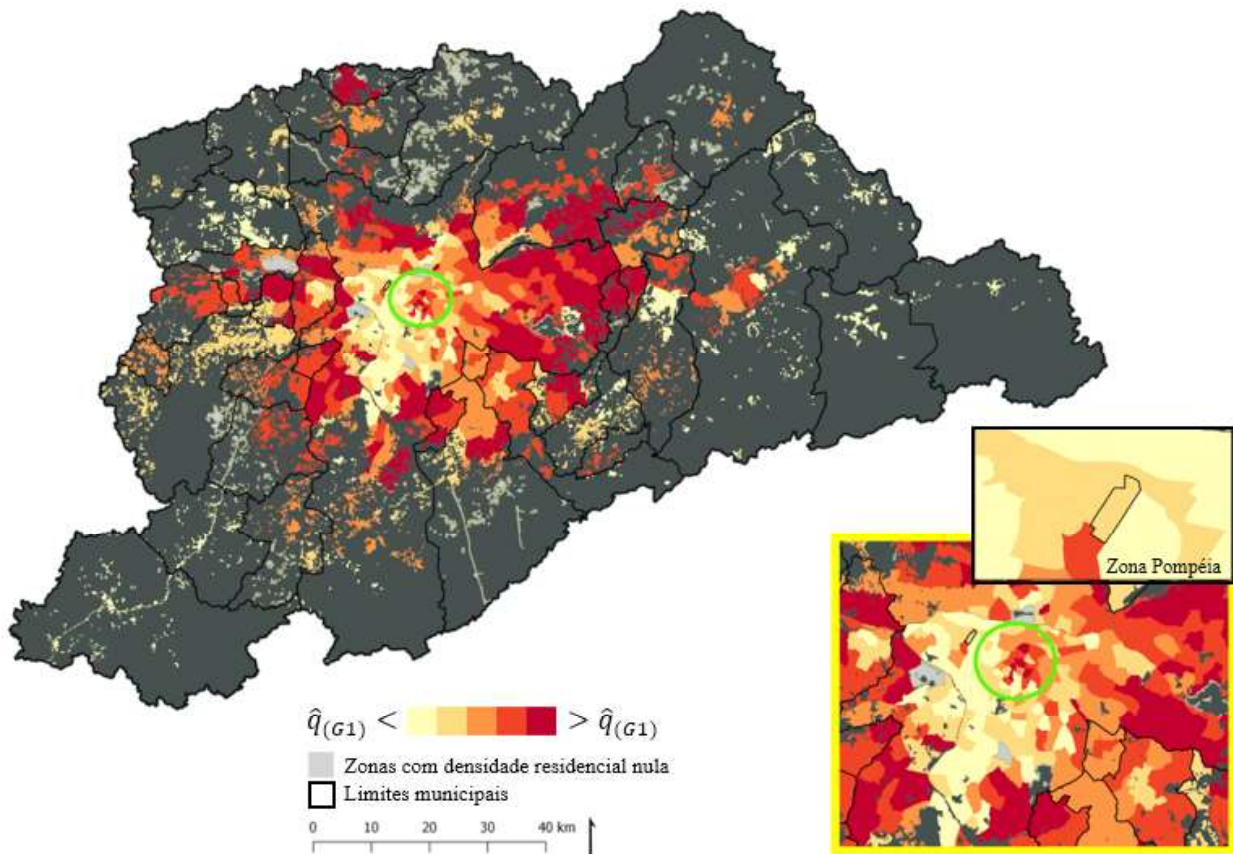 Zona Pompéia
q̂(G1) < > q̂(G1)
Zonas com densidade residencial nula
Limites municipais
0 10 20 30 40 km